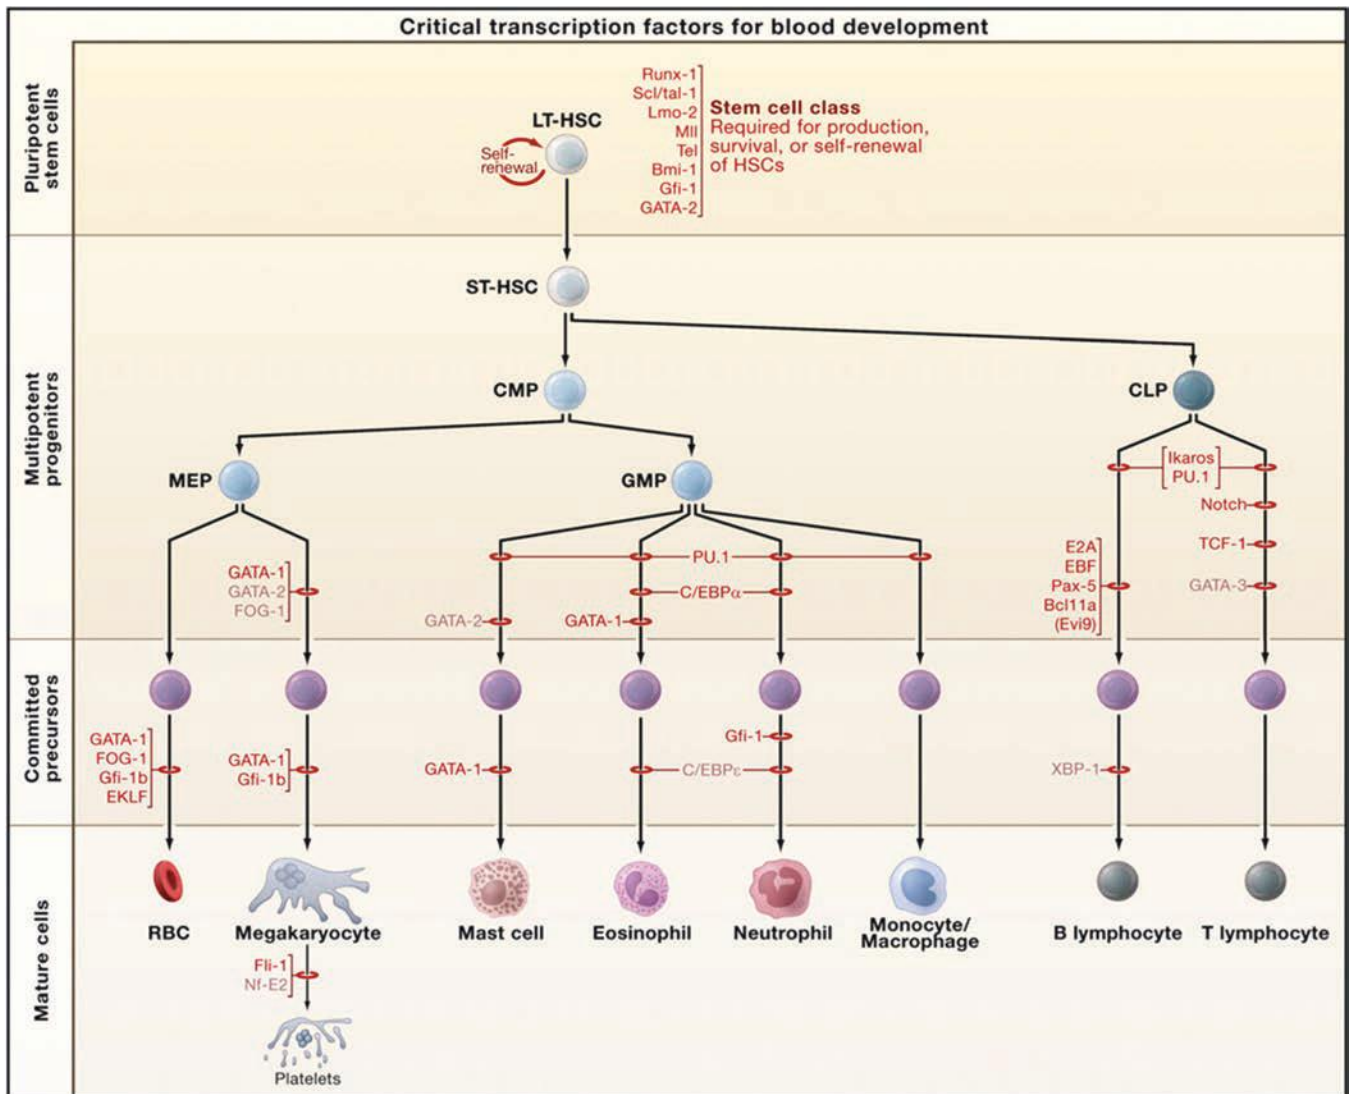 Critical transcription factors for blood development
Pluripotent
stem cells
LT-HSC
Self-
renewal
Runx-1
Scl/tal-1
Lmo-2
Mll
Tel
Bmi-1
Gfi-1
GATA-2
Stem cell class
Required for production,
survival, or self-renewal
of HSCs
Multipotent
progenitors
ST-HSC
CMP
CLP
MEP
GMP
Ikaros
PU.1
Notch
TCF-1
GATA-3
E2A
EBF
Pax-5
Bcl11a
(Evi9)
GATA-1
GATA-2
FOG-1
PU.1
C/EBPα
GATA-2
GATA-1
Committed
precursors
GATA-1
FOG-1
Gfi-1b
EKLF
GATA-1
Gfi-1b
GATA-1
Gfi-1
C/EBPε
XBP-1
Mature cells
RBC
Megakaryocyte
Mast cell
Eosinophil
Neutrophil
Monocyte/
Macrophage
B lymphocyte
T lymphocyte
Fli-1
Nf-E2
Platelets